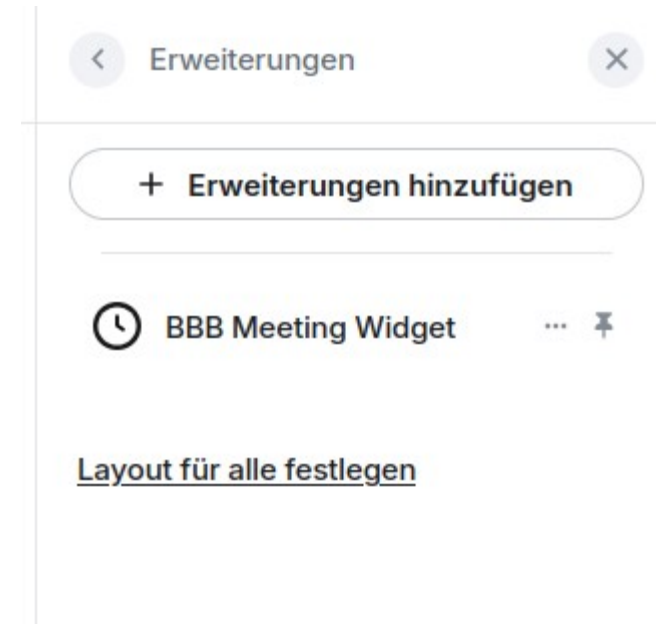 Erweiterungen
+ Erweiterungen hinzufügen
BBB Meeting Widget
Layout für alle festlegen